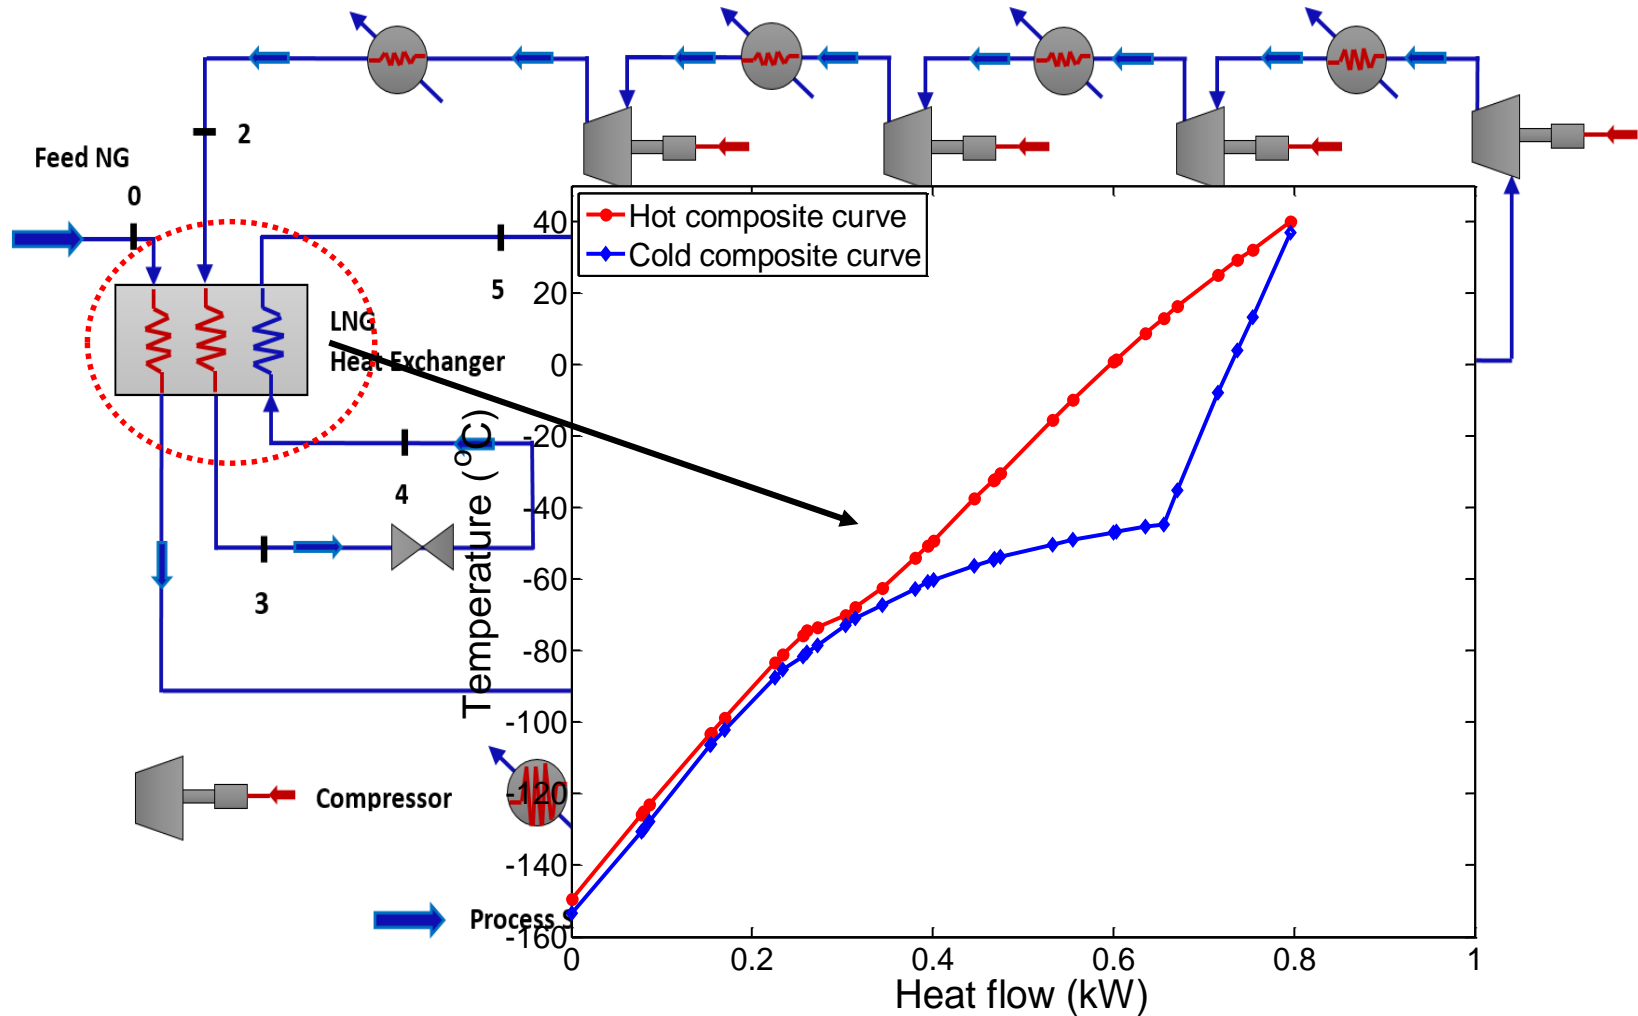 2
Feed NG
0
5
LNG
Heat Exchanger
4
3
Compressor
Process
Hot composite curve
Cold composite curve
40
20
0
-20
-40
-60
-80
-100
-120
-140
-160
Temperature (°C)
0
0.2
0.4
0.6
0.8
1
Heat flow (kW)